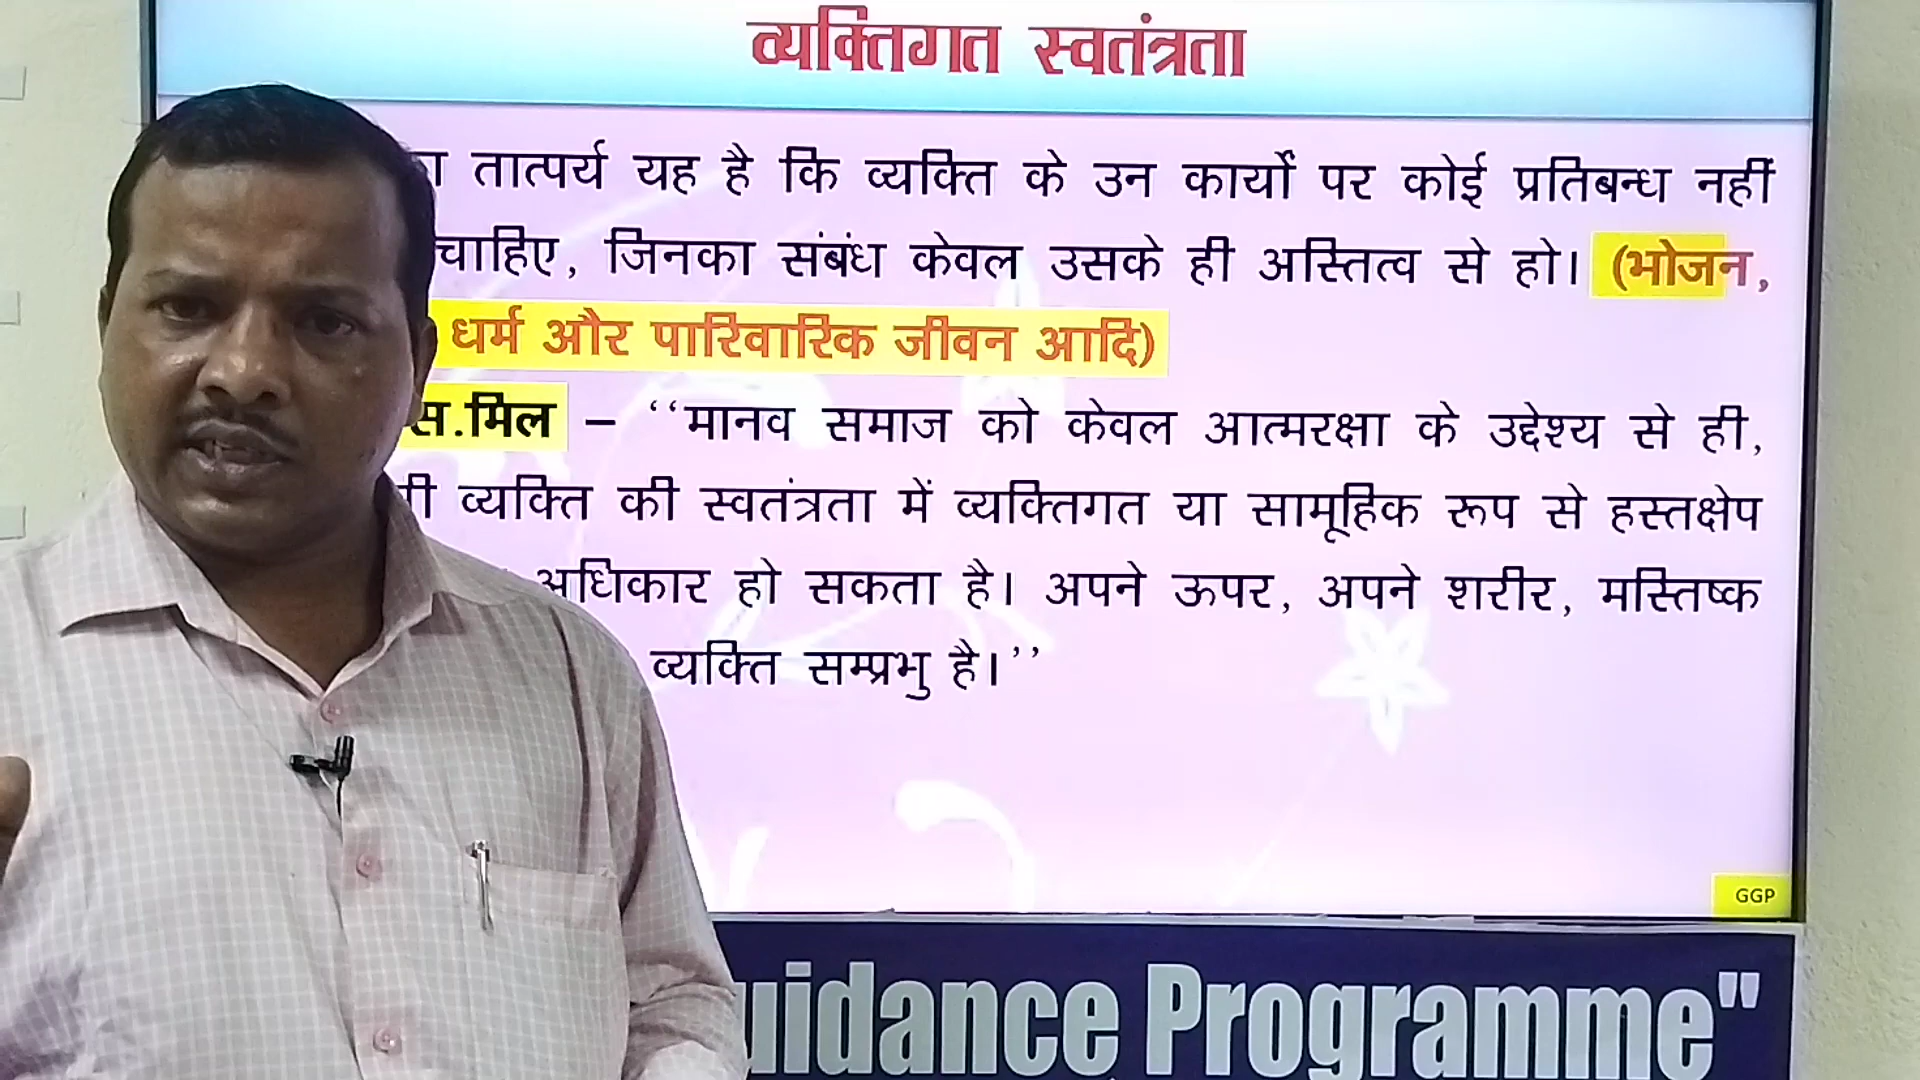 व्यक्तिगत स्वतंत्रता
तात्पर्य यह है कि व्यक्ति के उन कार्यों पर कोई प्रतिबन्ध नहीं
चाहिए, जिनका संबंध केवल उसके ही अस्तित्व से हो। (भोजन,
धर्म और पारिवारिक जीवन आदि)
स.मिल – ‘‘मानव समाज को केवल आत्मरक्षा के उद्देश्य से ही,
व्यक्ति की स्वतंत्रता में व्यक्तिगत या सामूहिक रूप से हस्तक्षेप
अधिकार हो सकता है। अपने ऊपर, अपने शरीर, मस्तिष्क
व्यक्ति सम्प्रभु है।’’
GGP
uidance Programme"